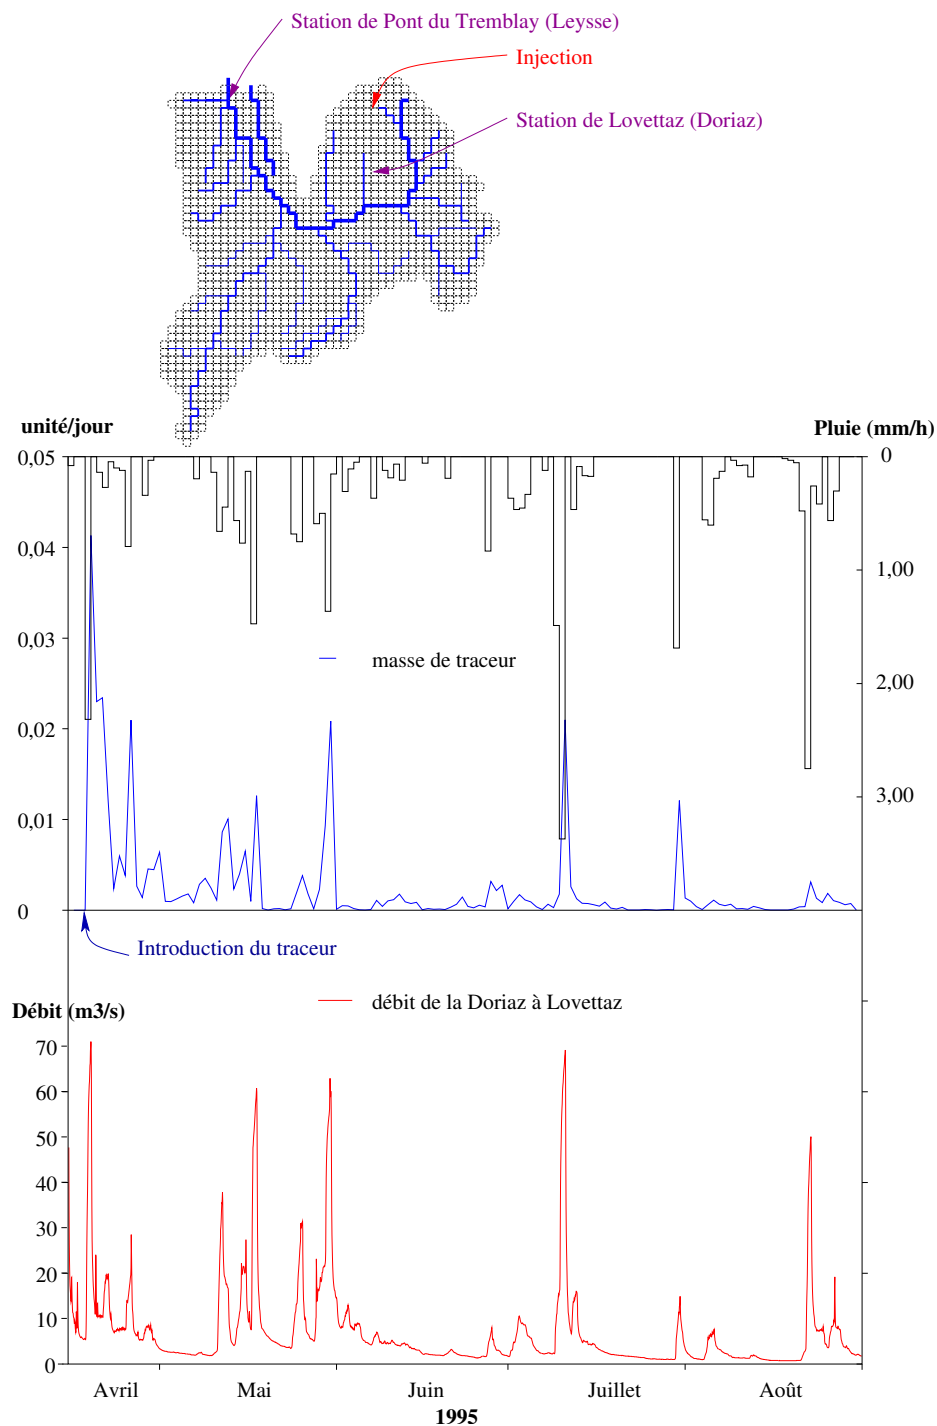 Station de Pont du Tremblay (Leysse)
Injection
Station de Lovettaz (Doriaz)
unité/jour
Pluie (mm/h)
0,05
0
0,04
1,00
0,03
masse de traceur
2,00
0,02
3,00
0,01
0
Introduction du traceur
débit de la Doriaz à Lovettaz
Débit (m3/s)
70
60
50
40
30
20
10
0
Avril Mai Juin Juillet Août
1995